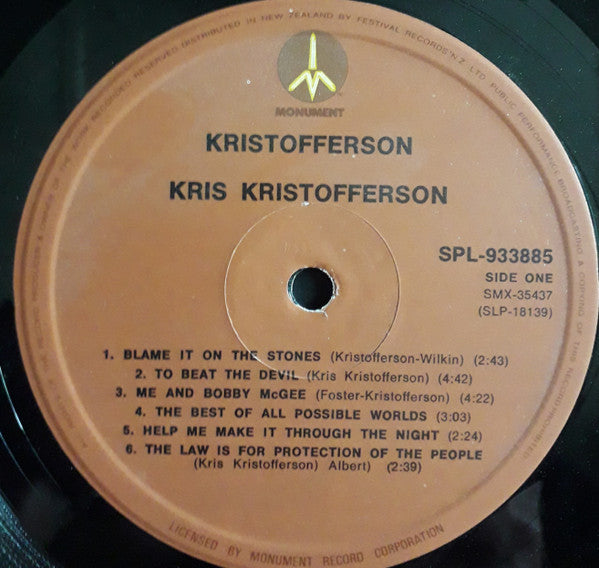 DISTRIBUTED IN NEW ZEALAND BY FESTIVAL RECORDS N.Z. LTD. PUBLIC PERFORMANCE BROADCASTING & COPYING OF THIS RECORD PROHIBITED
MONUMENT
KRISTOFFERSON
KRIS KRISTOFFERSON
SPL-933885
SIDE ONE
SMX-35437
(SLP-18139)
1. BLAME IT ON THE STONES (Kristofferson-Wilkin) (2:43)
2. TO BEAT THE DEVIL (Kris Kristofferson) (4:42)
3. ME AND BOBBY McGEE (Foster-Kristofferson) (4:22)
4. THE BEST OF ALL POSSIBLE WORLDS (3:03)
5. HELP ME MAKE IT THROUGH THE NIGHT (2:24)
6. THE LAW IS FOR PROTECTION OF THE PEOPLE
(Kris Kristofferson) Albert) (2:39)
LICENSED BY MONUMENT RECORD CORPORATION